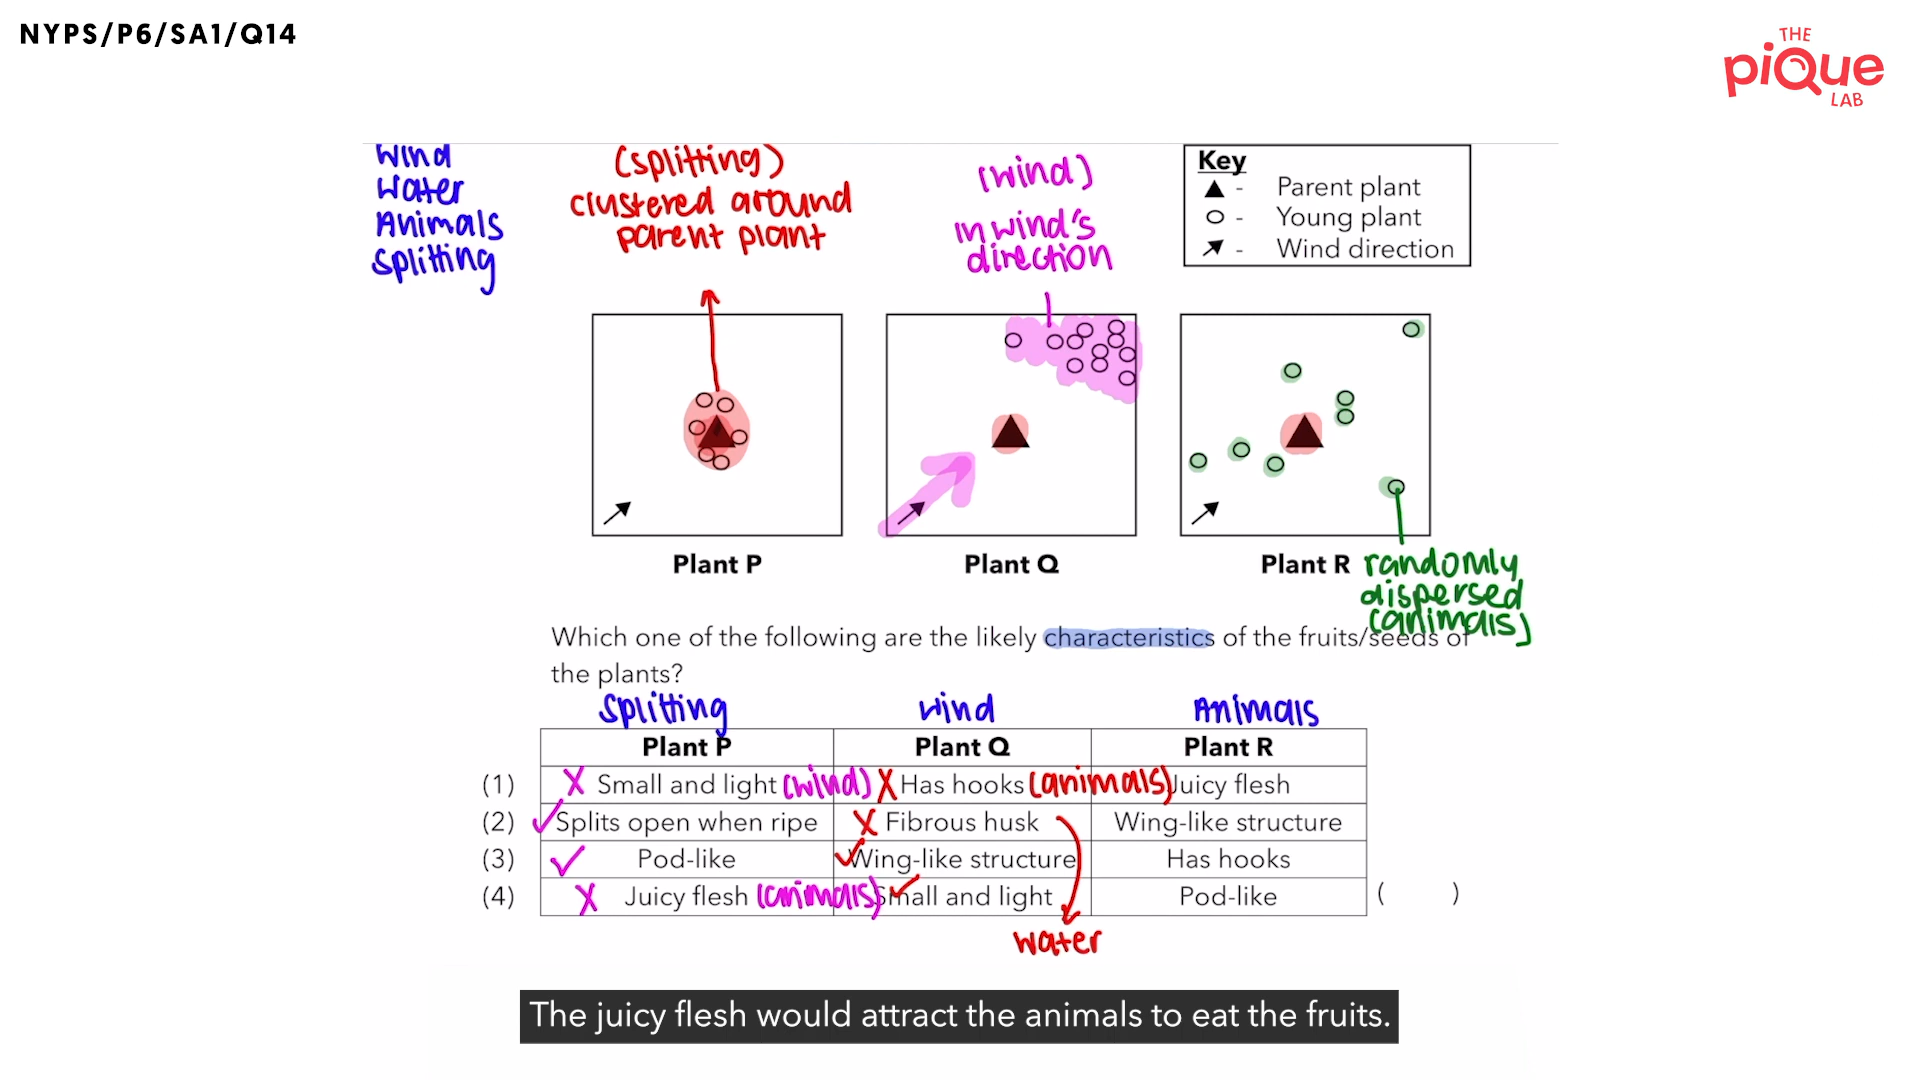 NYPS/P6/SA1/Q14
THE
piQue
LAB
Wind
Water
Animals
Splitting
(splitting)
clustered around
parent plant
(wind)
in wind's
direction
Key
- Parent plant
- Young plant
- Wind direction
Plant P
Plant Q
Plant R
randomly
dispersed
(animals)
Which one of the following are the likely characteristics of the fruits/seeds of
the plants?
Splitting Wind Animals
Plant P Plant Q Plant R
(1) X Small and light (wind) X Has hooks (animals) Juicy flesh
(2) ✓ Splits open when ripe X Fibrous husk Wing-like structure
(3) ✓ Pod-like ✓ Wing-like structure Has hooks
(4) X Juicy flesh (animals) ✓ Small and light Pod-like ( )
water
The juicy flesh would attract the animals to eat the fruits.